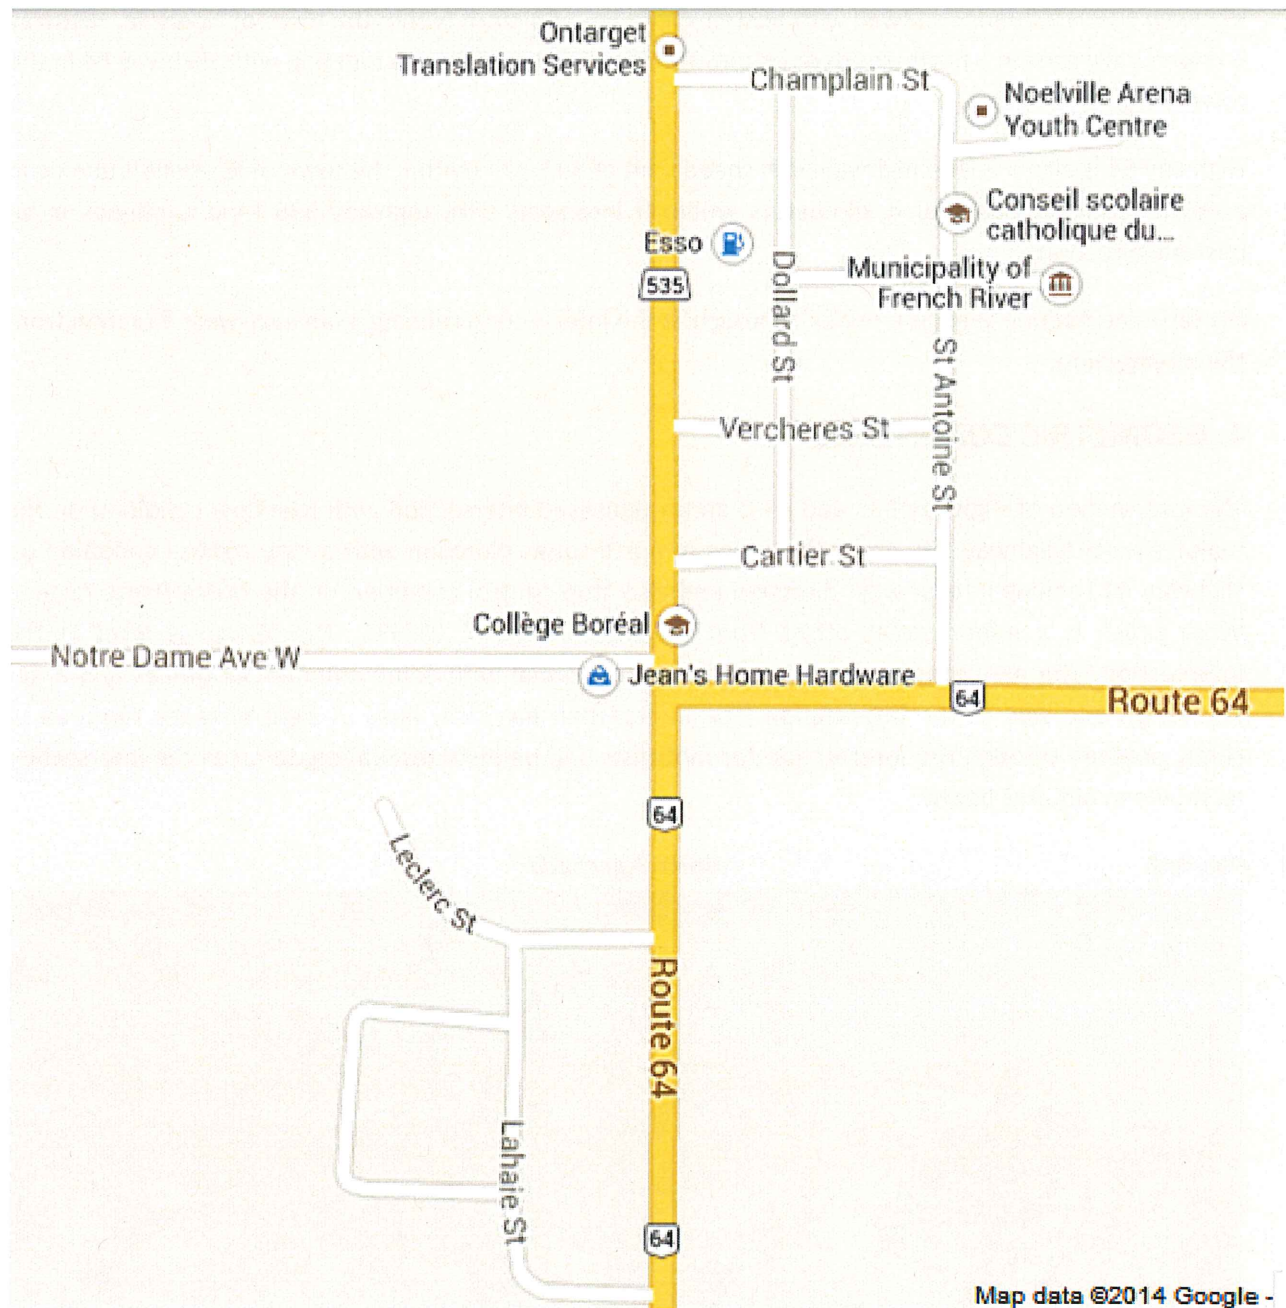 Ontarget
Translation Services
Champlain St
Noelville Arena
Youth Centre
Conseil scolaire
catholique du...
Esso
535
Dollard St
Municipality of
French River
St Antoine St
Vercheres St
Cartier St
Collège Boréal
Notre Dame Ave W
Jean's Home Hardware
64
Route 64
64
Leclerc St
Route 64
Lahaie St
64
Map data ©2014 Google -